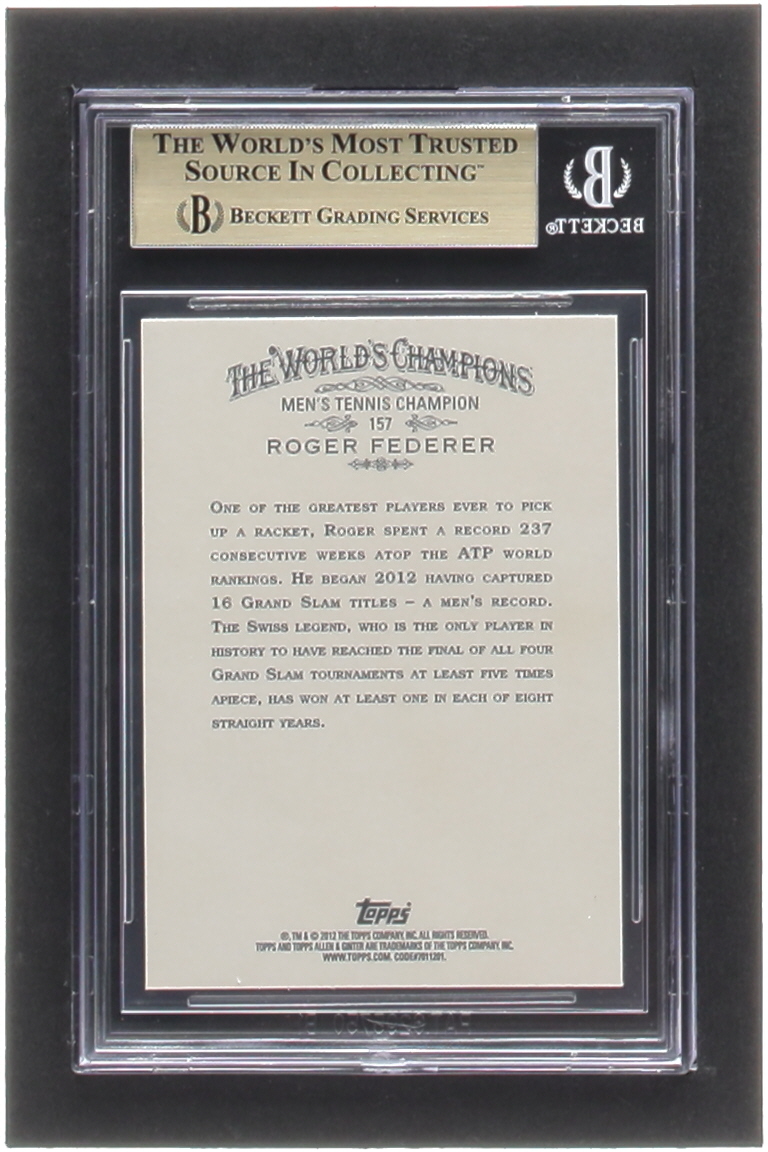 THE WORLD'S MOST TRUSTED
SOURCE IN COLLECTING™
B BECKETT GRADING SERVICES
B
BECKETT®
THE WORLD'S CHAMPIONS
MEN'S TENNIS CHAMPION
157
ROGER FEDERER
ONE OF THE GREATEST PLAYERS EVER TO PICK
UP A RACKET, ROGER SPENT A RECORD 237
CONSECUTIVE WEEKS ATOP THE ATP WORLD
RANKINGS. HE BEGAN 2012 HAVING CAPTURED
16 GRAND SLAM TITLES – A MEN'S RECORD.
THE SWISS LEGEND, WHO IS THE ONLY PLAYER IN
HISTORY TO HAVE REACHED THE FINAL OF ALL FOUR
GRAND SLAM TOURNAMENTS AT LEAST FIVE TIMES
APIECE, HAS WON AT LEAST ONE IN EACH OF EIGHT
STRAIGHT YEARS.
TOPPS
®, TM & © 2012 THE TOPPS COMPANY, INC. ALL RIGHTS RESERVED.
TOPPS AND TOPPS ALLEN & GINTER ARE TRADEMARKS OF THE TOPPS COMPANY, INC.
WWW.TOPPS.COM. CODE#7011201.